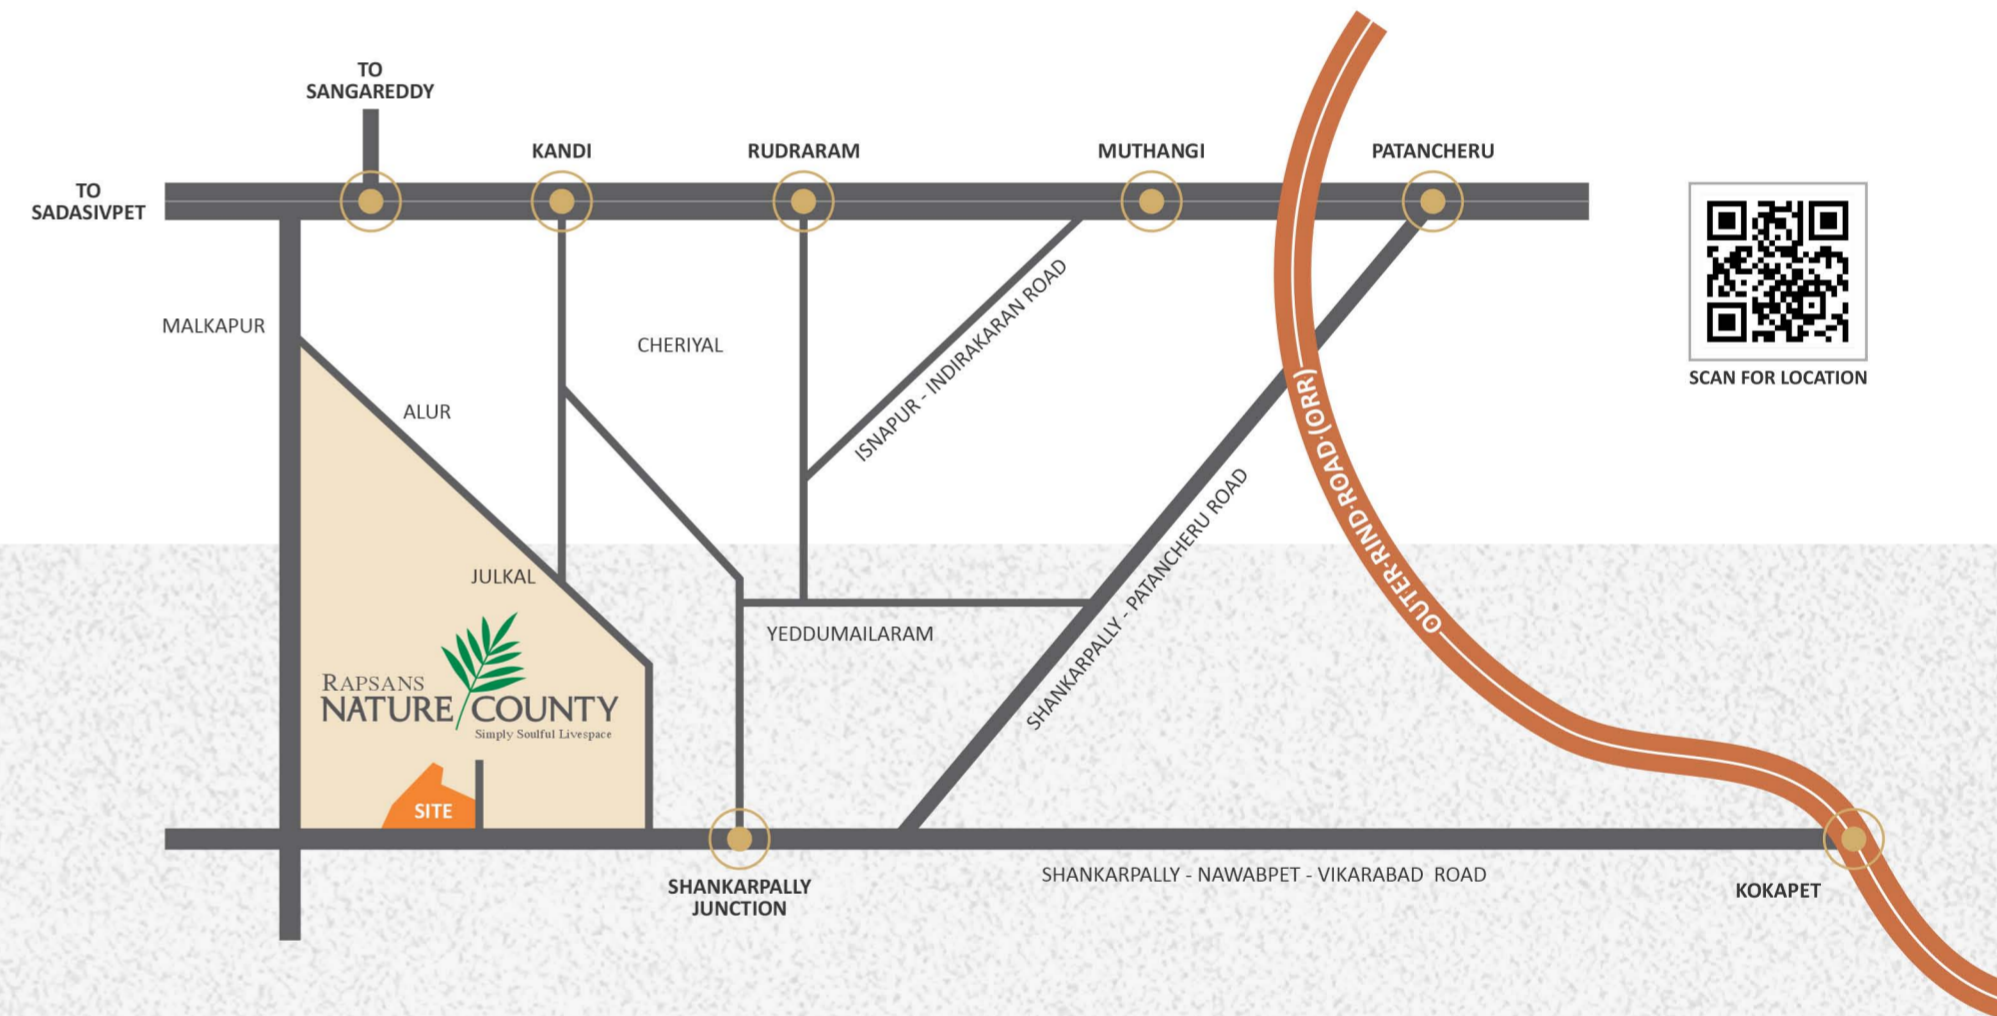 TO
SANGAREDDY
KANDI
RUDRARAM
MUTHANGI
PATANCHERU
TO
SADASIVPET
MALKAPUR
CHERIYAL
ISNAPUR - INDIRAKARAN ROAD
SCAN FOR LOCATION
ALUR
OUTER RIND ROAD (ORR)
SHANKARPALLY - PATANCHERU ROAD
JULKAL
YEDDUMAILARAM
RAPSANS
NATURE COUNTY
Simply Soulful Livespace
SITE
SHANKARPALLY
JUNCTION
SHANKARPALLY - NAWABPET - VIKARABAD ROAD
KOKAPET